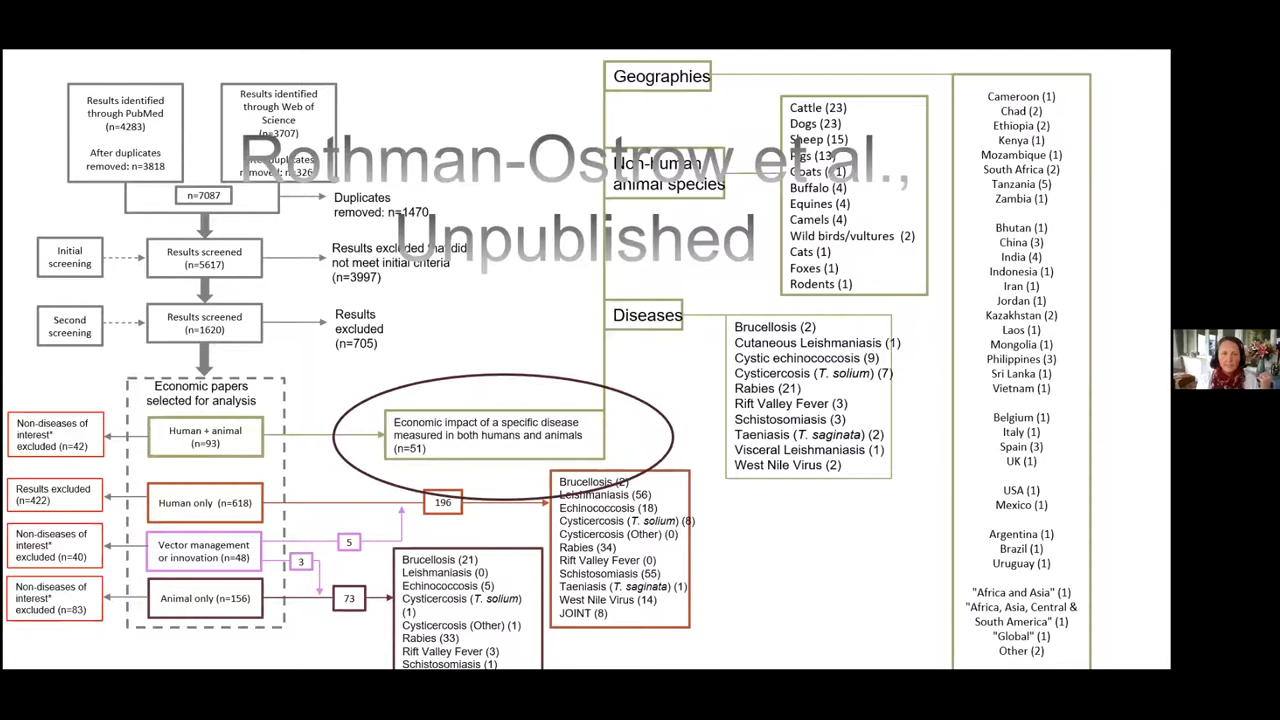 Results identified
through PubMed
(n=4283)
After duplicates
removed: n=3818
Results identified
through Web of
Science
(n=3707)
n=7087
Duplicates
removed: n=1470
Initial
screening
Results screened
(n=5617)
Results excluded that did
not meet initial criteria
(n=3997)
Second
screening
Results screened
(n=1620)
Results
excluded
(n=705)
Rothman-Ostrow et al.,
Unpublished
Economic papers
selected for analysis
Non-diseases of
interest*
excluded (n=42)
Human + animal
(n=93)
Economic impact of a specific disease
measured in both humans and animals
(n=51)
Results excluded
(n=422)
Human only (n=618)
196
Non-diseases of
interest*
excluded (n=40)
Vector management
or innovation (n=48)
5
3
Non-diseases of
interest*
excluded (n=83)
Animal only (n=156)
73
Brucellosis (21)
Leishmaniasis (0)
Echinococcosis (5)
Cysticercosis (T. solium)
(1)
Cysticercosis (Other) (1)
Rabies (33)
Rift Valley Fever (3)
Schistosomiasis (1)
Brucellosis (2)
Leishmaniasis (56)
Echinococcosis (18)
Cysticercosis (T. solium) (8)
Cysticercosis (Other) (0)
Rabies (34)
Rift Valley Fever (0)
Schistosomiasis (55)
Taeniasis (T. saginata) (1)
West Nile Virus (14)
JOINT (8)
Geographies
Non-human
animal species
Cattle (23)
Dogs (23)
Sheep (15)
Pigs (13)
Buffalo (4)
Equines (4)
Camels (4)
Wild birds/vultures (2)
Cats (1)
Foxes (1)
Rodents (1)
Diseases
Brucellosis (2)
Cutaneous Leishmaniasis (1)
Cystic echinococcosis (9)
Cysticercosis (T. solium) (7)
Rabies (21)
Rift Valley Fever (3)
Schistosomiasis (3)
Taeniasis (T. saginata) (2)
Visceral Leishmaniasis (1)
West Nile Virus (2)
Cameroon (1)
Chad (2)
Ethiopia (2)
Kenya (1)
Mozambique (1)
South Africa (2)
Tanzania (5)
Zambia (1)
Bhutan (1)
China (3)
India (4)
Indonesia (1)
Iran (1)
Jordan (1)
Kazakhstan (2)
Laos (1)
Mongolia (1)
Philippines (3)
Sri Lanka (1)
Vietnam (1)
Belgium (1)
Italy (1)
Spain (3)
UK (1)
USA (1)
Mexico (1)
Argentina (1)
Brazil (1)
Uruguay (1)
"Africa and Asia" (1)
"Africa, Asia, Central &
South America" (1)
"Global" (1)
Other (2)